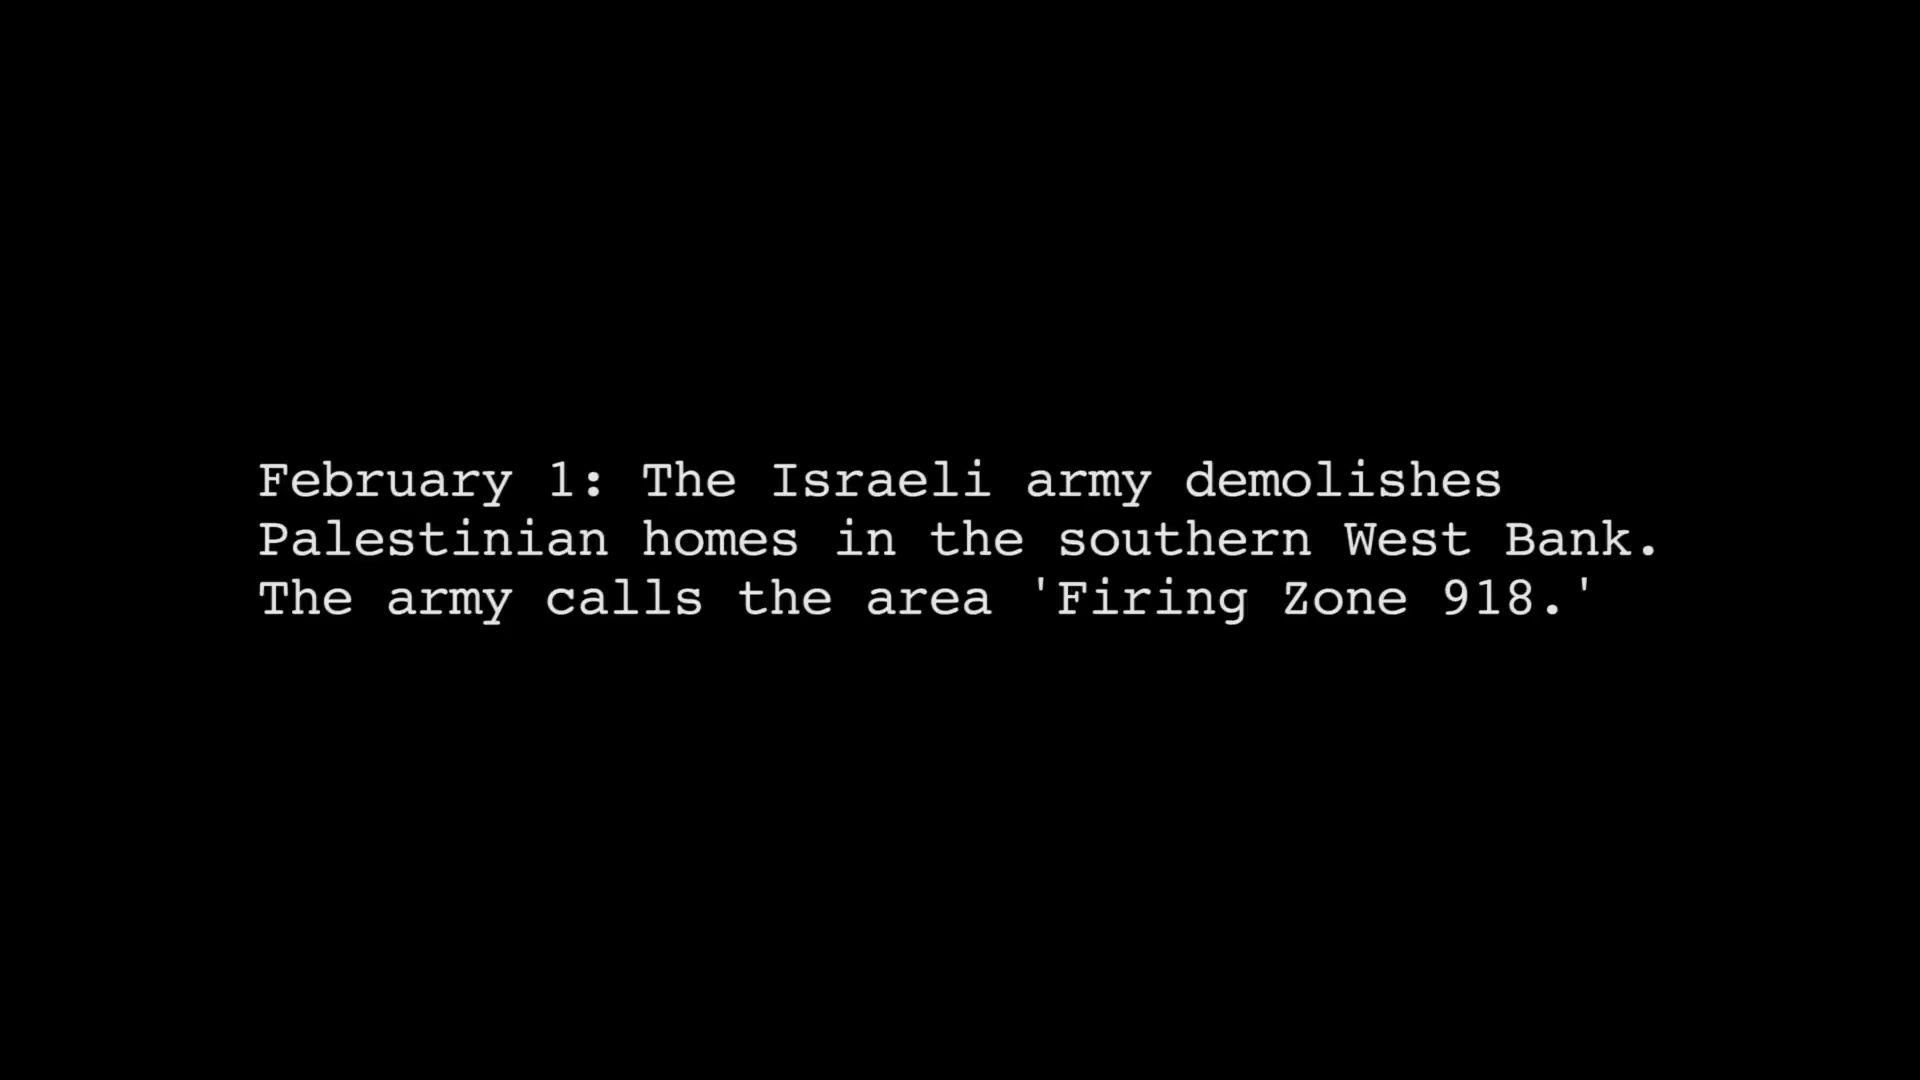 February 1: The Israeli army demolishes
Palestinian homes in the southern West Bank.
The army calls the area 'Firing Zone 918.'